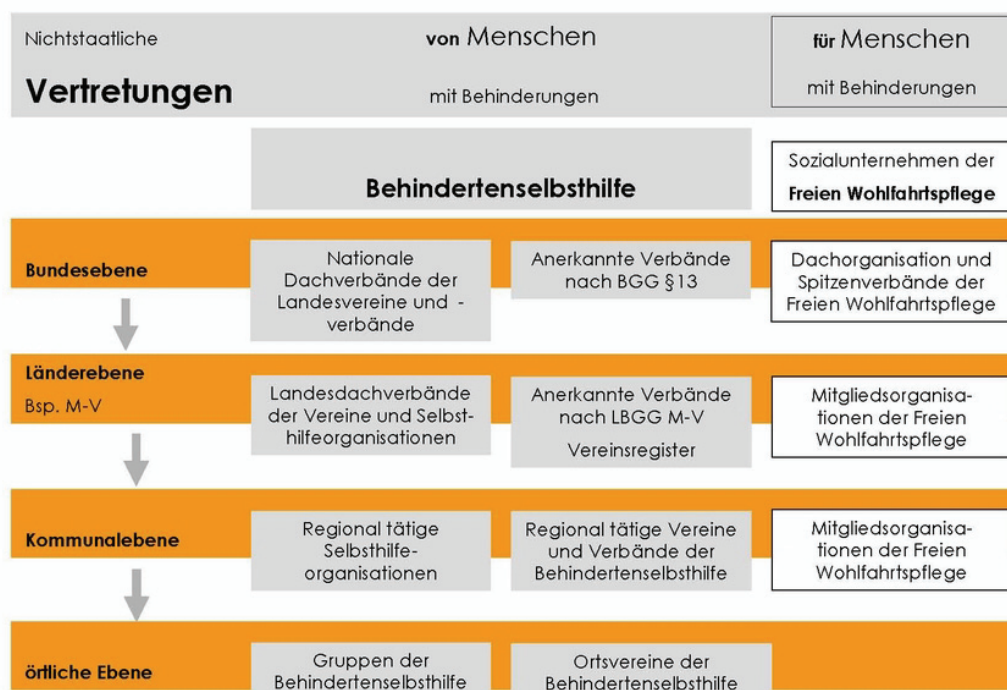 Nichtstaatliche
Vertretungen
von Menschen
mit Behinderungen
für Menschen
mit Behinderungen
Behindertenselbsthilfe
Sozialunternehmen der
Freien Wohlfahrtspflege
Bundesebene
Nationale
Dachverbände der
Landesvereine und -
verbände
Anerkannte Verbände
nach BGG §13
Dachorganisation und
Spitzenverbände der
Freien Wohlfahrtspflege
Länderebene
Bsp. M-V
Landesdachverbände
der Vereine und Selbst-
hilfeorganisationen
Anerkannte Verbände
nach LBGG M-V
Vereinsregister
Mitgliedsorganisa-
tionen der Freien
Wohlfahrtspflege
Kommunalebene
Regional tätige
Selbsthilfe-
organisationen
Regional tätige Vereine
und Verbände der
Behindertenselbsthilfe
Mitgliedsorganisa-
tionen der Freien
Wohlfahrtspflege
örtliche Ebene
Gruppen der
Behindertenselbsthilfe
Ortsvereine der
Behindertenselbsthilfe